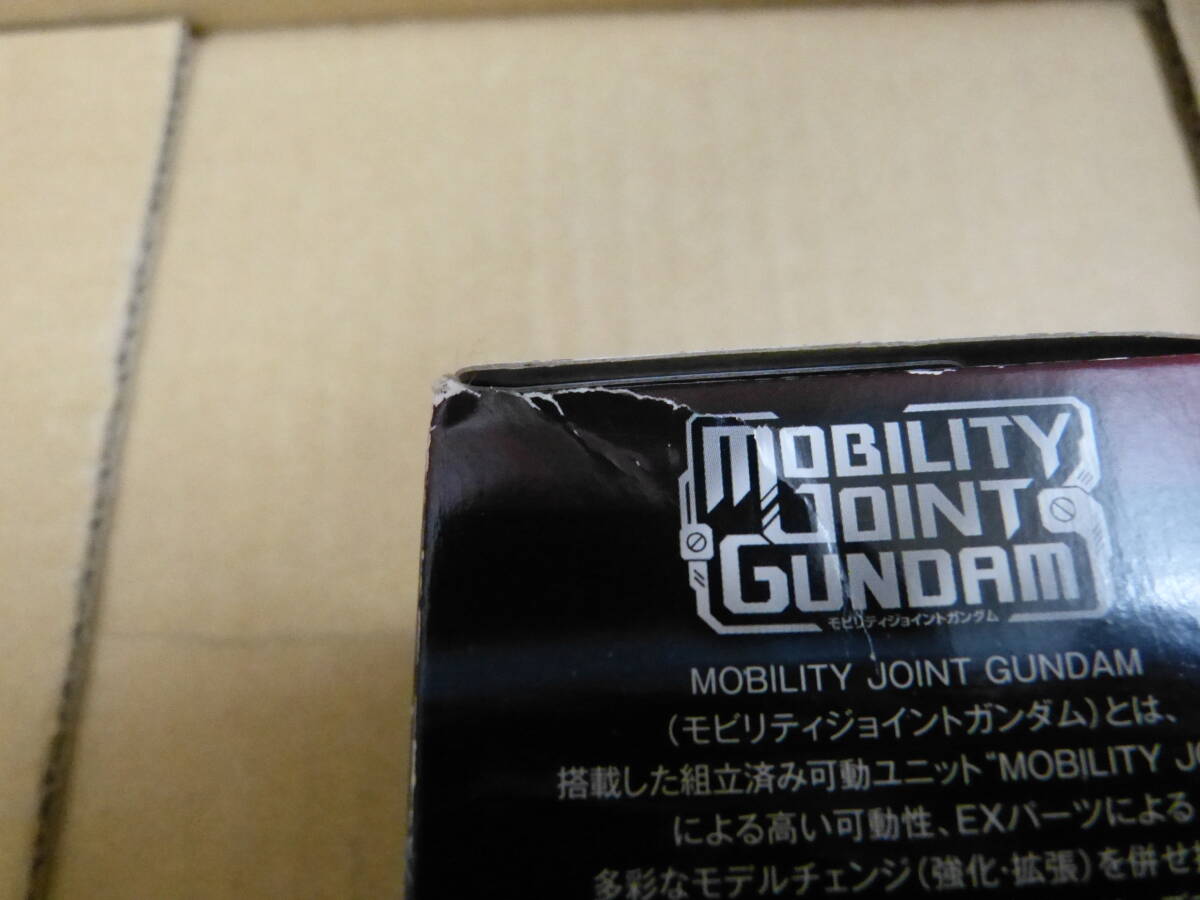 MOBILITY
JOINT
GUNDAM
モビリティジョイントガンダム
MOBILITY JOINT GUNDAM
（モビリティジョイントガンダム）とは、
搭載した組立済み可動ユニット“MOBILITY
による高い可動性、EXパーツによる
多彩なモデルチェンジ（強化・拡張）を併せ